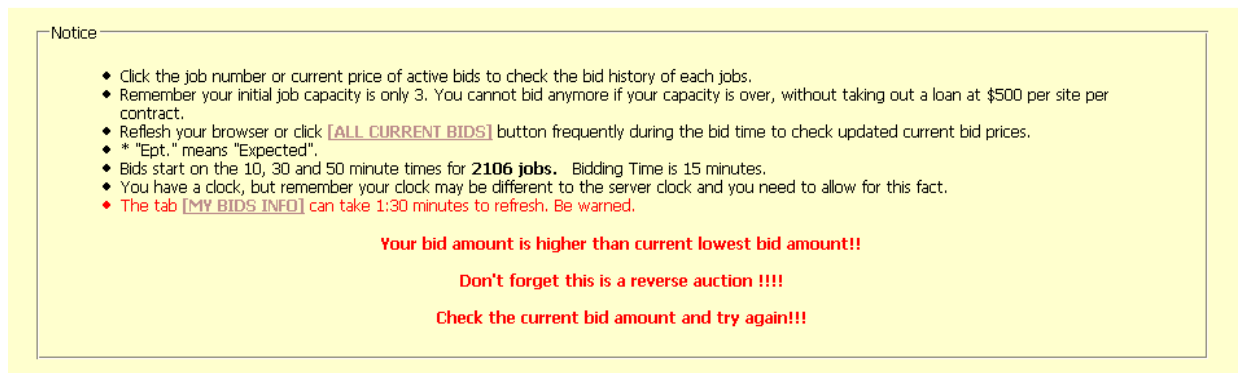 Notice
Click the job number or current price of active bids to check the bid history of each jobs.
Remember your initial job capacity is only 3. You cannot bid anymore if your capacity is over, without taking out a loan at $500 per site per
contract.
Reflesh your browser or click [ALL CURRENT BIDS] button frequently during the bid time to check updated current bid prices.
* "Ept." means "Expected".
Bids start on the 10, 30 and 50 minute times for 2106 jobs. Bidding Time is 15 minutes.
You have a clock, but remember your clock may be different to the server clock and you need to allow for this fact.
The tab [MY BIDS INFO] can take 1:30 minutes to refresh. Be warned.
Your bid amount is higher than current lowest bid amount!!
Don't forget this is a reverse auction !!!!
Check the current bid amount and try again!!!